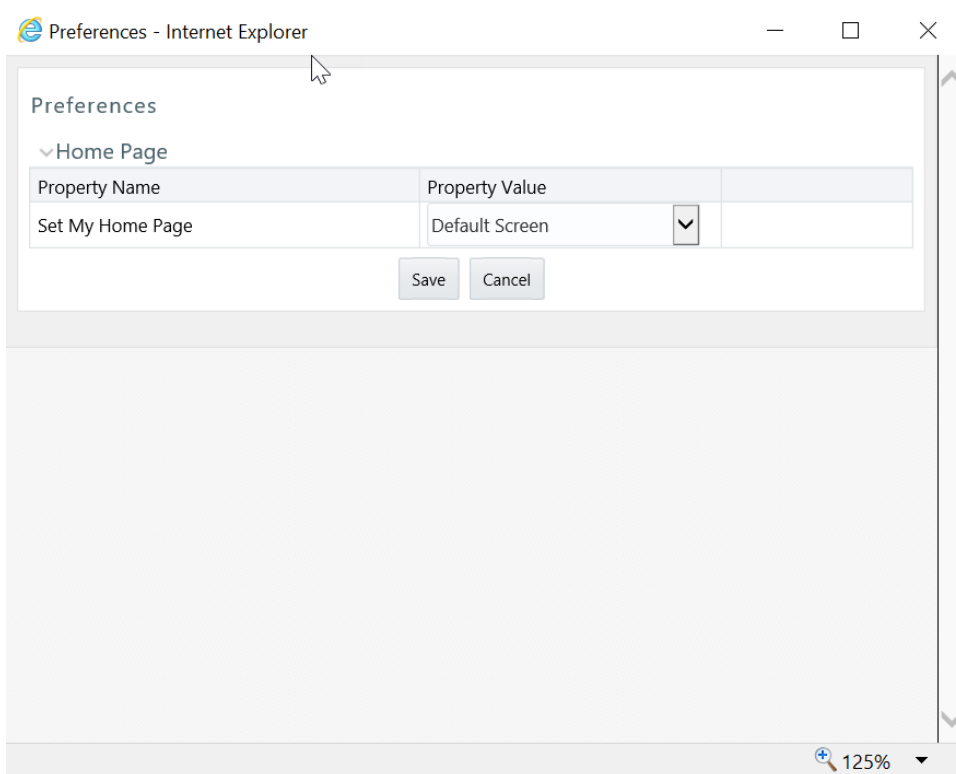 Preferences - Internet Explorer
Preferences
Home Page
Property Name Property Value
Set My Home Page Default Screen
Save Cancel
125%